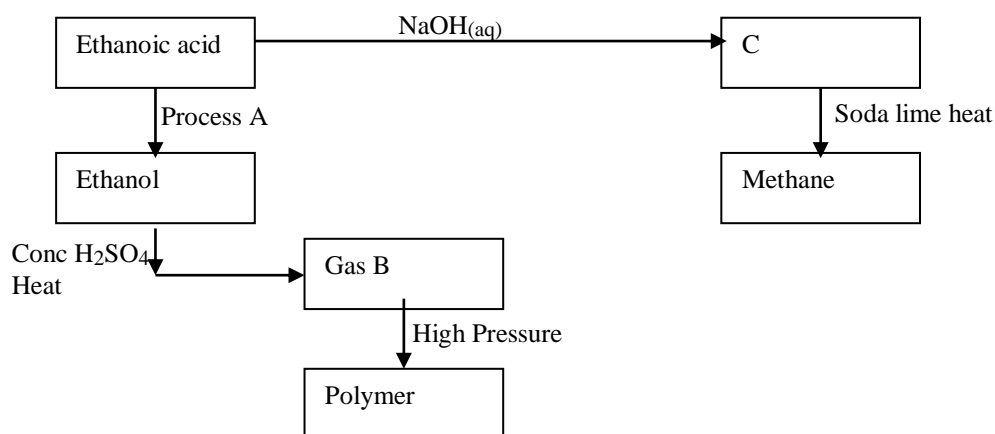 NaOH(aq)
Ethanoic acid
C
Process A
Soda lime heat
Ethanol
Methane
Conc H₂SO₄
Heat
Gas B
High Pressure
Polymer